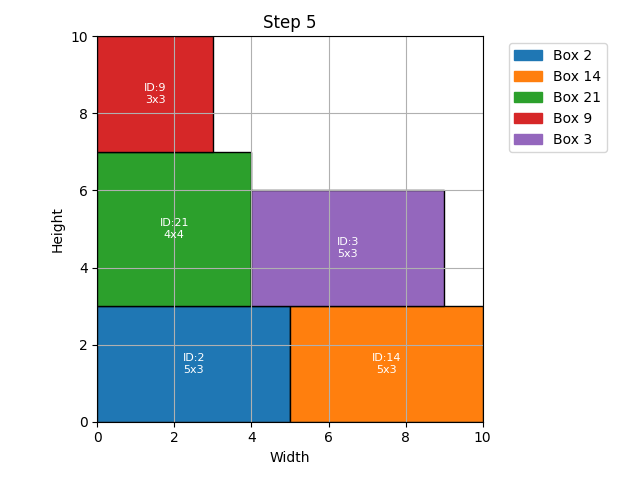 Step 5
10
8
6
4
2
0
Height
ID:9
3x3
ID:21
4x4
ID:3
5x3
ID:2
5x3
ID:14
5x3
0
2
4
6
8
10
Width
Box 2
Box 14
Box 21
Box 9
Box 3